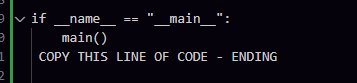 if __name__ == "__main__":
    main()
 COPY THIS LINE OF CODE - ENDING